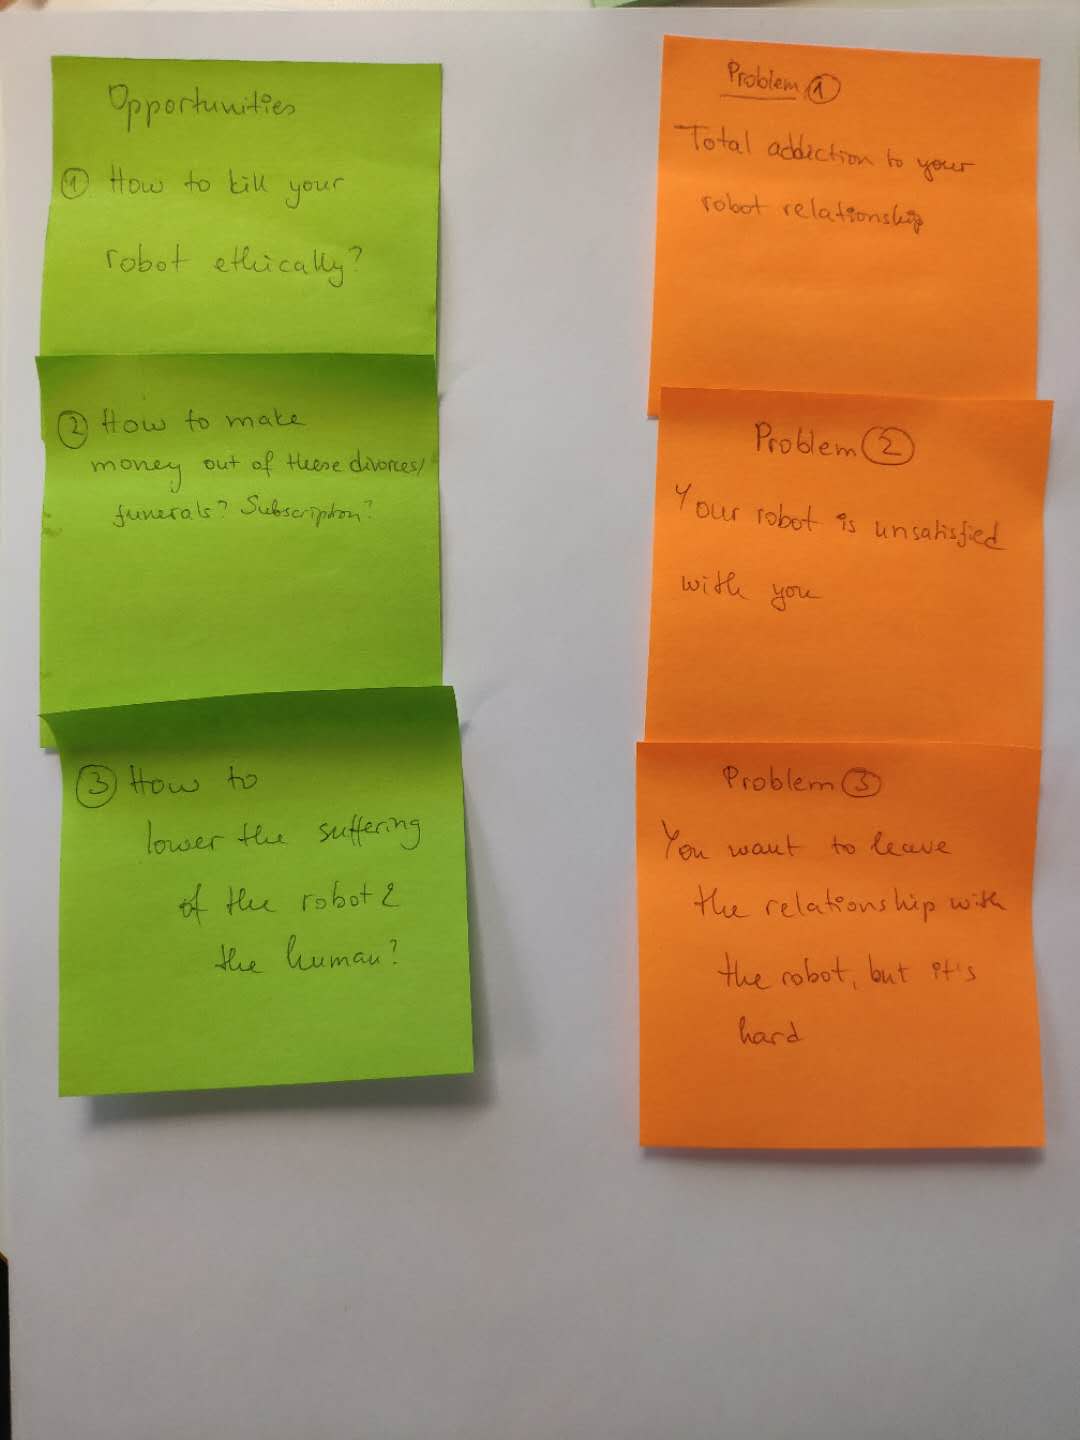 Opportunities
① How to kill your
robot ethically?
② How to make
money out of these divorces/
funerals? Subscription?
③ How to
lower the suffering
of the robot &
the human?
Problem ①
Total addiction to your
robot relationship
Problem ②
Your robot is unsatisfied
with you
Problem ③
You want to leave
the relationship with
the robot, but it's
hard